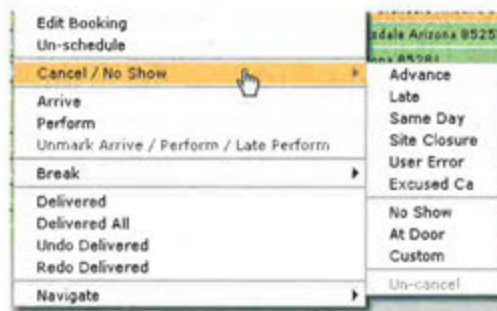 Edit Booking
Un-schedule
Cancel / No Show
Arrive
Perform
Unmark Arrive / Perform / Late Perform
Break
Delivered
Delivered All
Undo Delivered
Redo Delivered
Navigate
Arizona
Advance
Late
Same Day
Site Closure
User Error
Excused Ca
No Show
At Door
Custom
Un-cancel